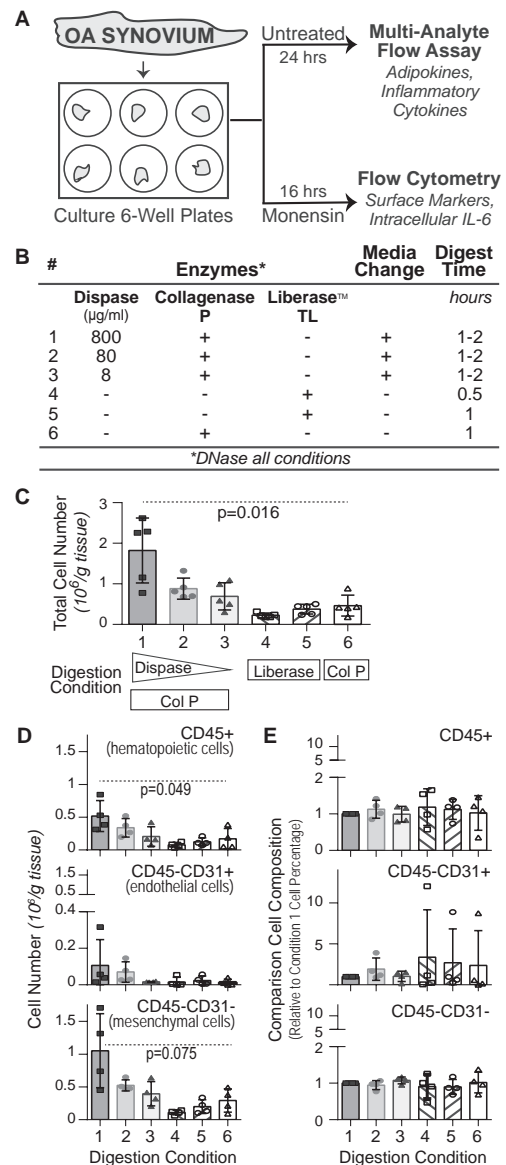 A
OA SYNOVIUM
Culture 6-Well Plates
Untreated
24 hrs
Multi-Analyte
Flow Assay
Adipokines,
Inflammatory
Cytokines
16 hrs
Monensin
Flow Cytometry
Surface Markers,
Intracellular IL-6
B
# Enzymes* Media Change Digest Time
Dispase (µg/ml) Collagenase P Liberase™ TL hours
1 800 + - + 1-2
2 80 + - + 1-2
3 8 + - + 1-2
4 - - + - 0.5
5 - - + - 1
6 - + - - 1
*DNase all conditions
C
Total Cell Number
(10⁶/g tissue)
3
2
1
0
p=0.016
1 2 3 4 5 6
Digestion
Condition
Dispase
Liberase
Col P
Col P
D
Cell Number (10⁶/g tissue)
CD45+
(hematopoietic cells)
1.5
1
0.5
0
p=0.049
CD45-CD31+
(endothelial cells)
1.5
0.4
0.2
0
CD45-CD31-
(mesenchymal cells)
1.5
1
0.5
0
p=0.075
1 2 3 4 5 6
Digestion Condition
E
Comparison Cell Composition
(Relative to Condition 1 Cell Percentage)
CD45+
10
5
2
1
0
CD45-CD31+
10
5
0
CD45-CD31-
10
5
2
1
0
1 2 3 4 5 6
Digestion Condition